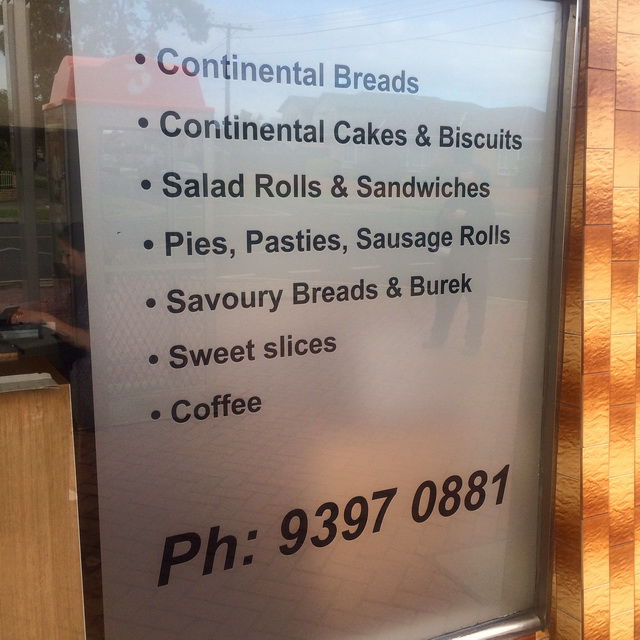 • Continental Breads
• Continental Cakes & Biscuits
• Salad Rolls & Sandwiches
• Pies, Pasties, Sausage Rolls
• Savoury Breads & Burek
• Sweet slices
• Coffee
Ph: 9397 0881